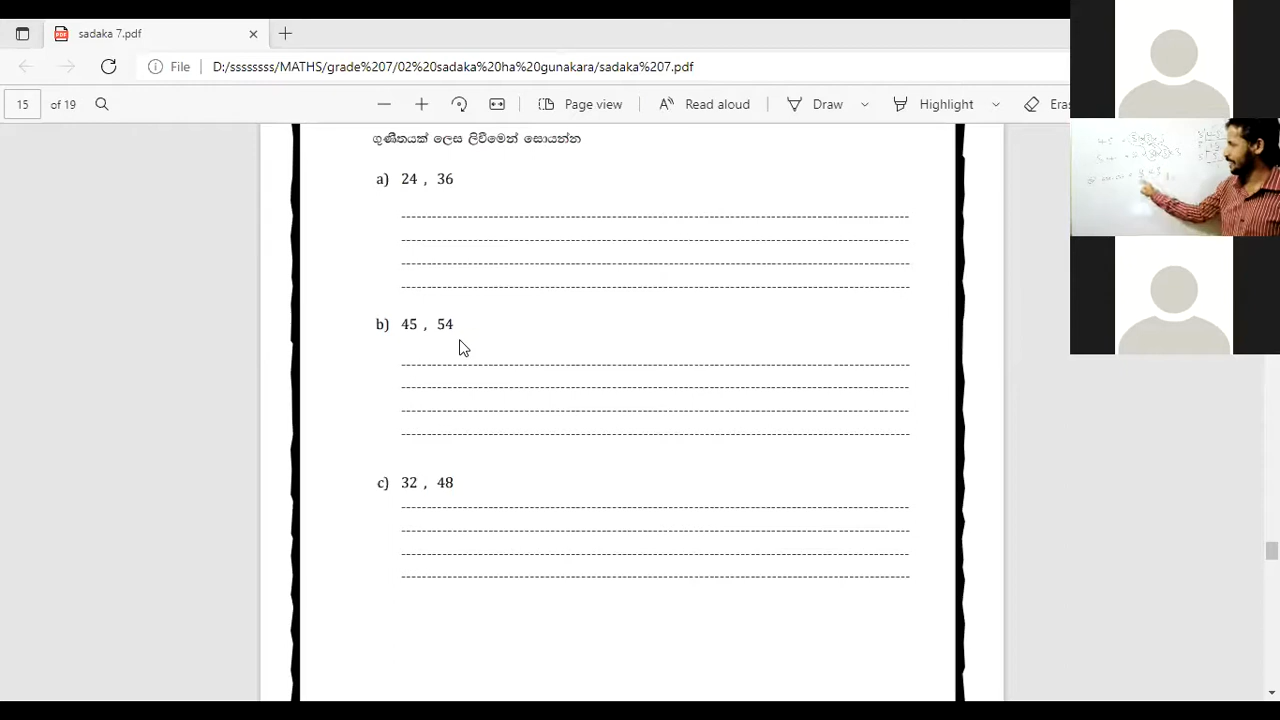 sadaka 7.pdf
File D:/ssssssss/MATHS/grade%207/02%20sadaka%20ha%20gunakara/sadaka%207.pdf
15 of 19 Page view Read aloud Draw Highlight Eras
ගුණිතයක් ලෙස ලිවීමෙන් සොයන්න
a) 24 , 36
b) 45 , 54
c) 32 , 48